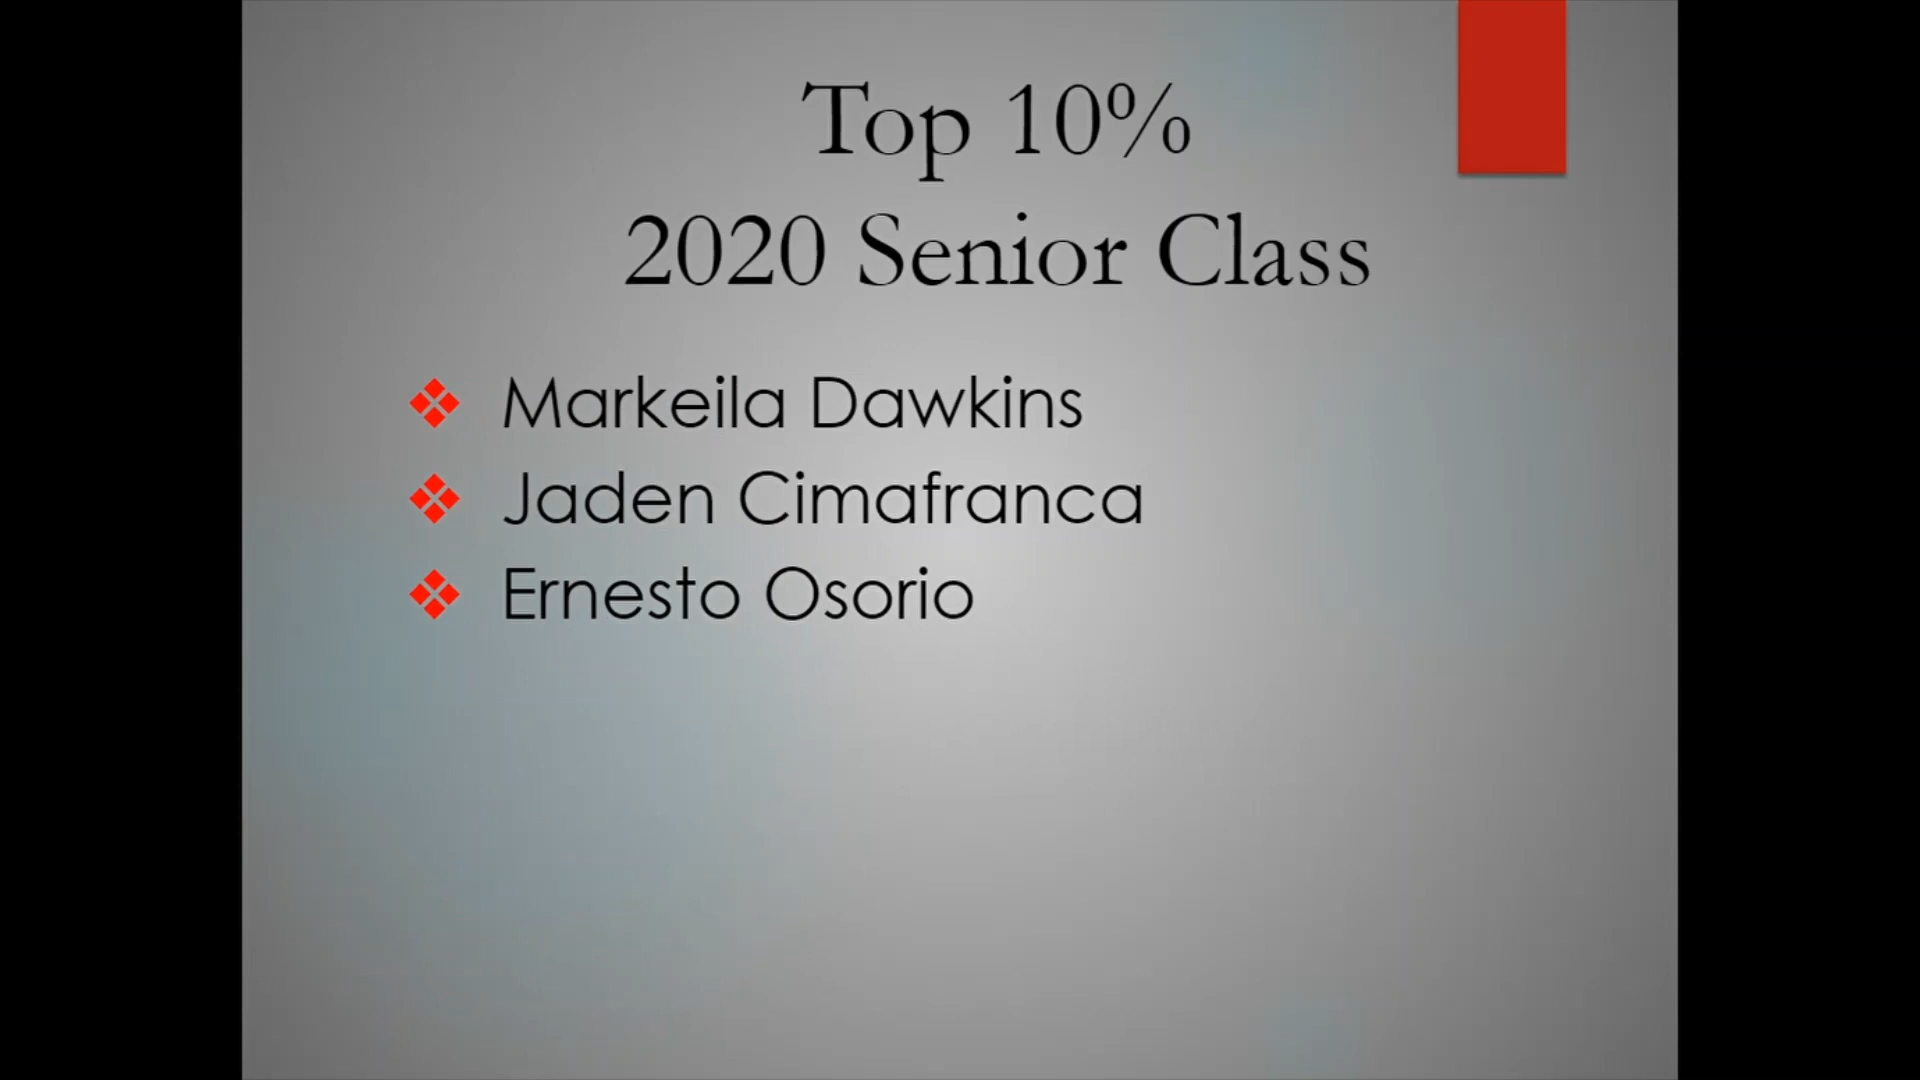 Top 10%
2020 Senior Class
Markeila Dawkins
Jaden Cimafranca
Ernesto Osorio